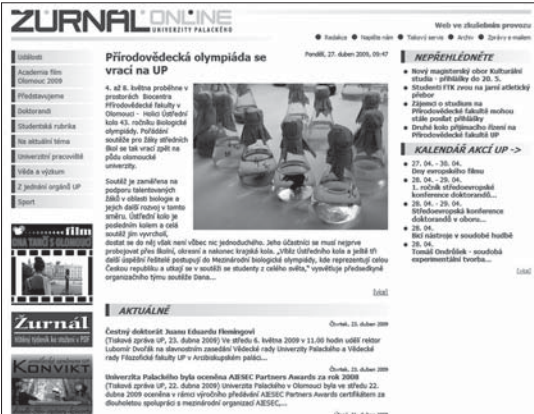 ŽURNÁL ONLINE
UNIVERZITY PALACKÉHO
Web ve zkušebním provozu
Redakce
Napište nám
Tiskový servis
Archiv
Zprávy e-mailem
Události
Academia film
Olomouc 2009
Představujeme
Doktorandi
Studentská rubrika
Na aktuální téma
Univerzitní pracoviště
Věda a výzkum
Z jednání orgánů UP
Sport
film
DNA TANČÍ S OLOMOUCÍ
Žurnál
KONVIKT
Přírodovědecká olympiáda se
vrací na UP
Pondělí, 27. duben 2009, 09:47
4. až 8. května proběhne v
prostorách Biocentra
Přírodovědecké fakulty v
Olomouci - Holici Ústřední
kolo 43. ročníku Biologické
olympiády. Pořádání
soutěže pro žáky středních
škol se tak vrací zpět na
půdu olomoucké
univerzity.
Soutěž je zaměřena na
podporu talentovaných
žáků v oblasti biologie a
jejich další rozvoj v tomto
směru. Ústřední kolo je
posledním kolem a celá
soutěž jím vyvrcholí,
dostat se do něj však není vůbec nic jednoduchého. Jeho účastníci se musí nejprve
probojovat přes školní, okresní a nakonec krajská kola. „Vítěz Ústředního kola a ještě tři
další úspěšní řešitelé postupují do Mezinárodní biologické olympiády, kde reprezentují celou
Českou republiku a utkají se v soutěži se studenty z celého světa," vysvětluje předsedkyně
organizačního týmu soutěže Dana...
[více]
AKTUÁLNĚ
Čtvrtek, 23. duben 2009
Čestný doktorát Juanu Eduardu Flemingovi
(Tisková zpráva UP, 23. dubna 2009) Ve středu 6. května 2009 v 11.00 hodin udělí rektor
Lubomír Dvořák na slavnostním zasedání Vědecké rady Univerzity Palackého a Vědecké
rady Filozofické fakulty UP v Arcibiskupském paláci...
Čtvrtek, 23. duben 2009
Univerzita Palackého byla oceněna AIESEC Partners Awards za rok 2008
(Tisková zpráva UP, 22. dubna 2009) Univerzita Palackého v Olomouci byla ve středu 22.
dubna 2009 oceněna v rámci výročního předávání AIESEC Partners Awards certifikátem za
dlouholetou spolupráci s mezinárodní organizací AIESEC,...
NEPŘEHLÉDNĚTE
Nový magisterský obor Kulturální
studia - přihlášky do 20. 5.
Studenti FTK zvou na jarní atletický
přebor
Zájemci o studium na
Přírodovědecké fakultě mohou
stále posílat přihlášky
Druhé kolo přijímacího řízení na
Přírodovědecké fakultě UP
KALENDÁŘ AKCÍ UP ->
27. 04. - 30. 04.
Dny evropského filmu
28. 04. - 29. 04.
1. ročník středoevropské
konference doktorandů...
28. 04. - 29. 04.
Středoevropská konference
doktorandů v oboru...
28. 04.
Bicí nástroje v soudobé hudbě
28. 04.
Tomáš Ondrůšek - soudobá
experimentální tvorba...
[více]